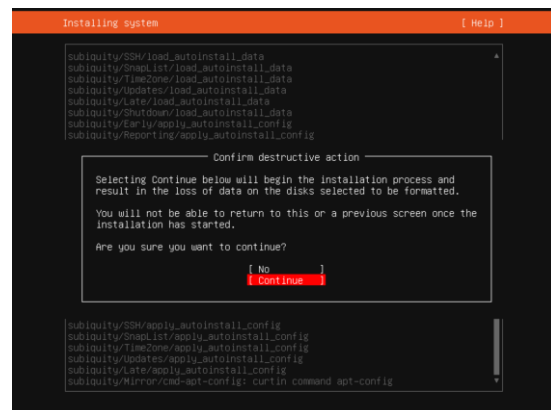 Installing system [ Help ]
subiquity/SSH/load_autoinstall_data
subiquity/SnapList/load_autoinstall_data
subiquity/TimeZone/load_autoinstall_data
subiquity/Updates/load_autoinstall_data
subiquity/Late/load_autoinstall_data
subiquity/Shutdown/load_autoinstall_data
subiquity/Early/apply_autoinstall_config
subiquity/Reporting/apply_autoinstall_config
Confirm destructive action
Selecting Continue below will begin the installation process and
result in the loss of data on the disks selected to be formatted.
You will not be able to return to this or a previous screen once the
installation has started.
Are you sure you want to continue?
[ No ]
[ Continue ]
subiquity/SSH/apply_autoinstall_config
subiquity/SnapList/apply_autoinstall_config
subiquity/TimeZone/apply_autoinstall_config
subiquity/Updates/apply_autoinstall_config
subiquity/Late/apply_autoinstall_config
subiquity/Mirror/cmd-apt-config: curtin command apt-config